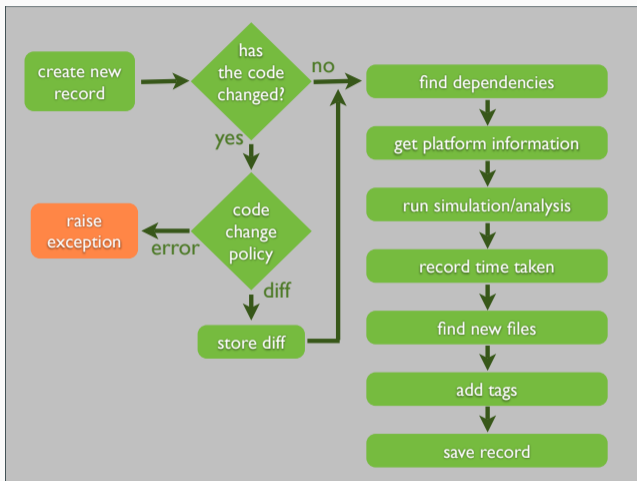 create new
record
has
the code
changed?
no
yes
code
change
policy
error
raise
exception
diff
store diff
find dependencies
get platform information
run simulation/analysis
record time taken
find new files
add tags
save record